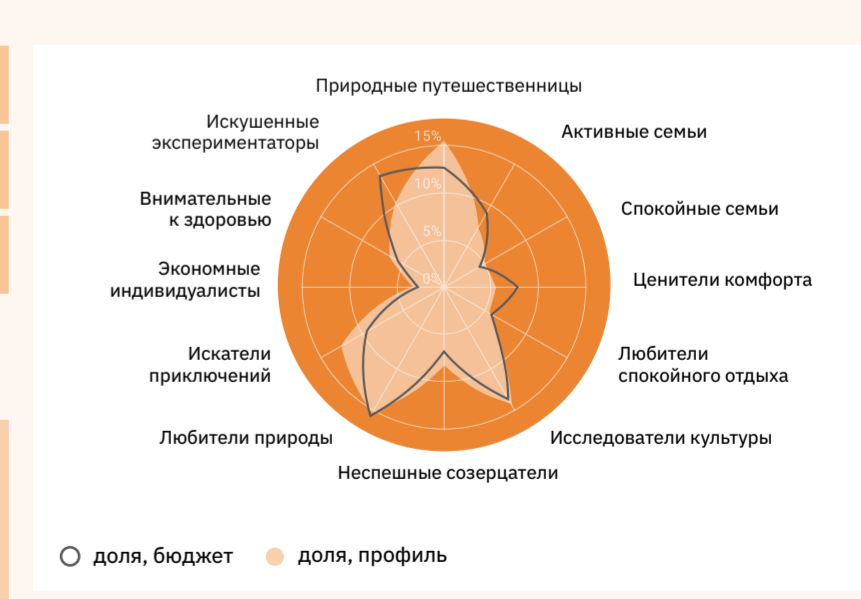 Природные путешественницы
Искушенные
экспериментаторы
Активные семьи
15%
10%
5%
0%
Внимательные
к здоровью
Спокойные семьи
Экономные
индивидуалисты
Ценители комфорта
Искатели
приключений
Любители
спокойного отдыха
Любители природы
Исследователи культуры
Неспешные созерцатели
доля, бюджет
доля, профиль